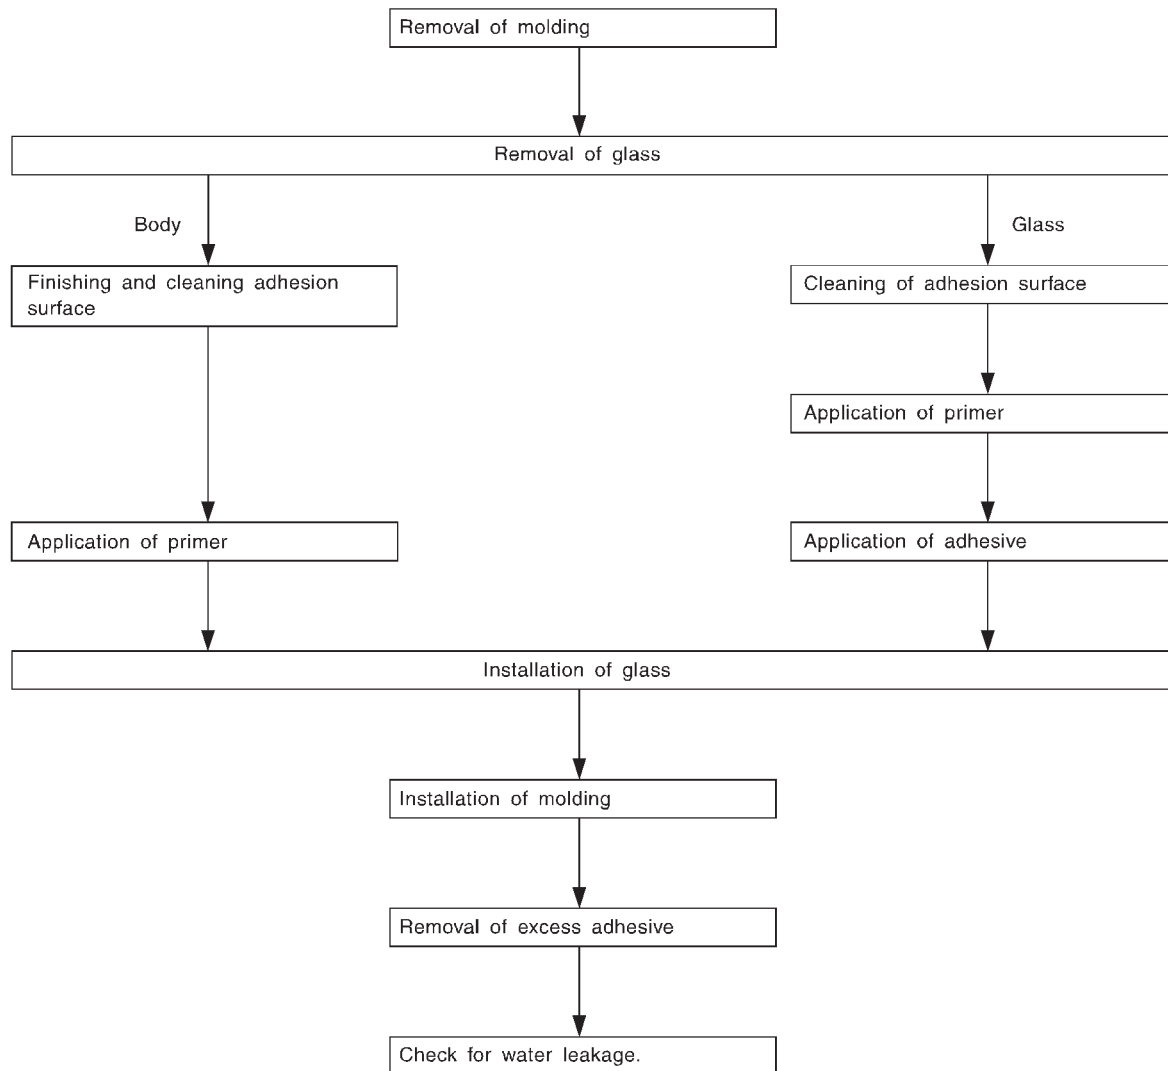 Removal of molding
Removal of glass
Body
Glass
Finishing and cleaning adhesion
surface
Cleaning of adhesion surface
Application of primer
Application of primer
Application of adhesive
Installation of glass
Installation of molding
Removal of excess adhesive
Check for water leakage.